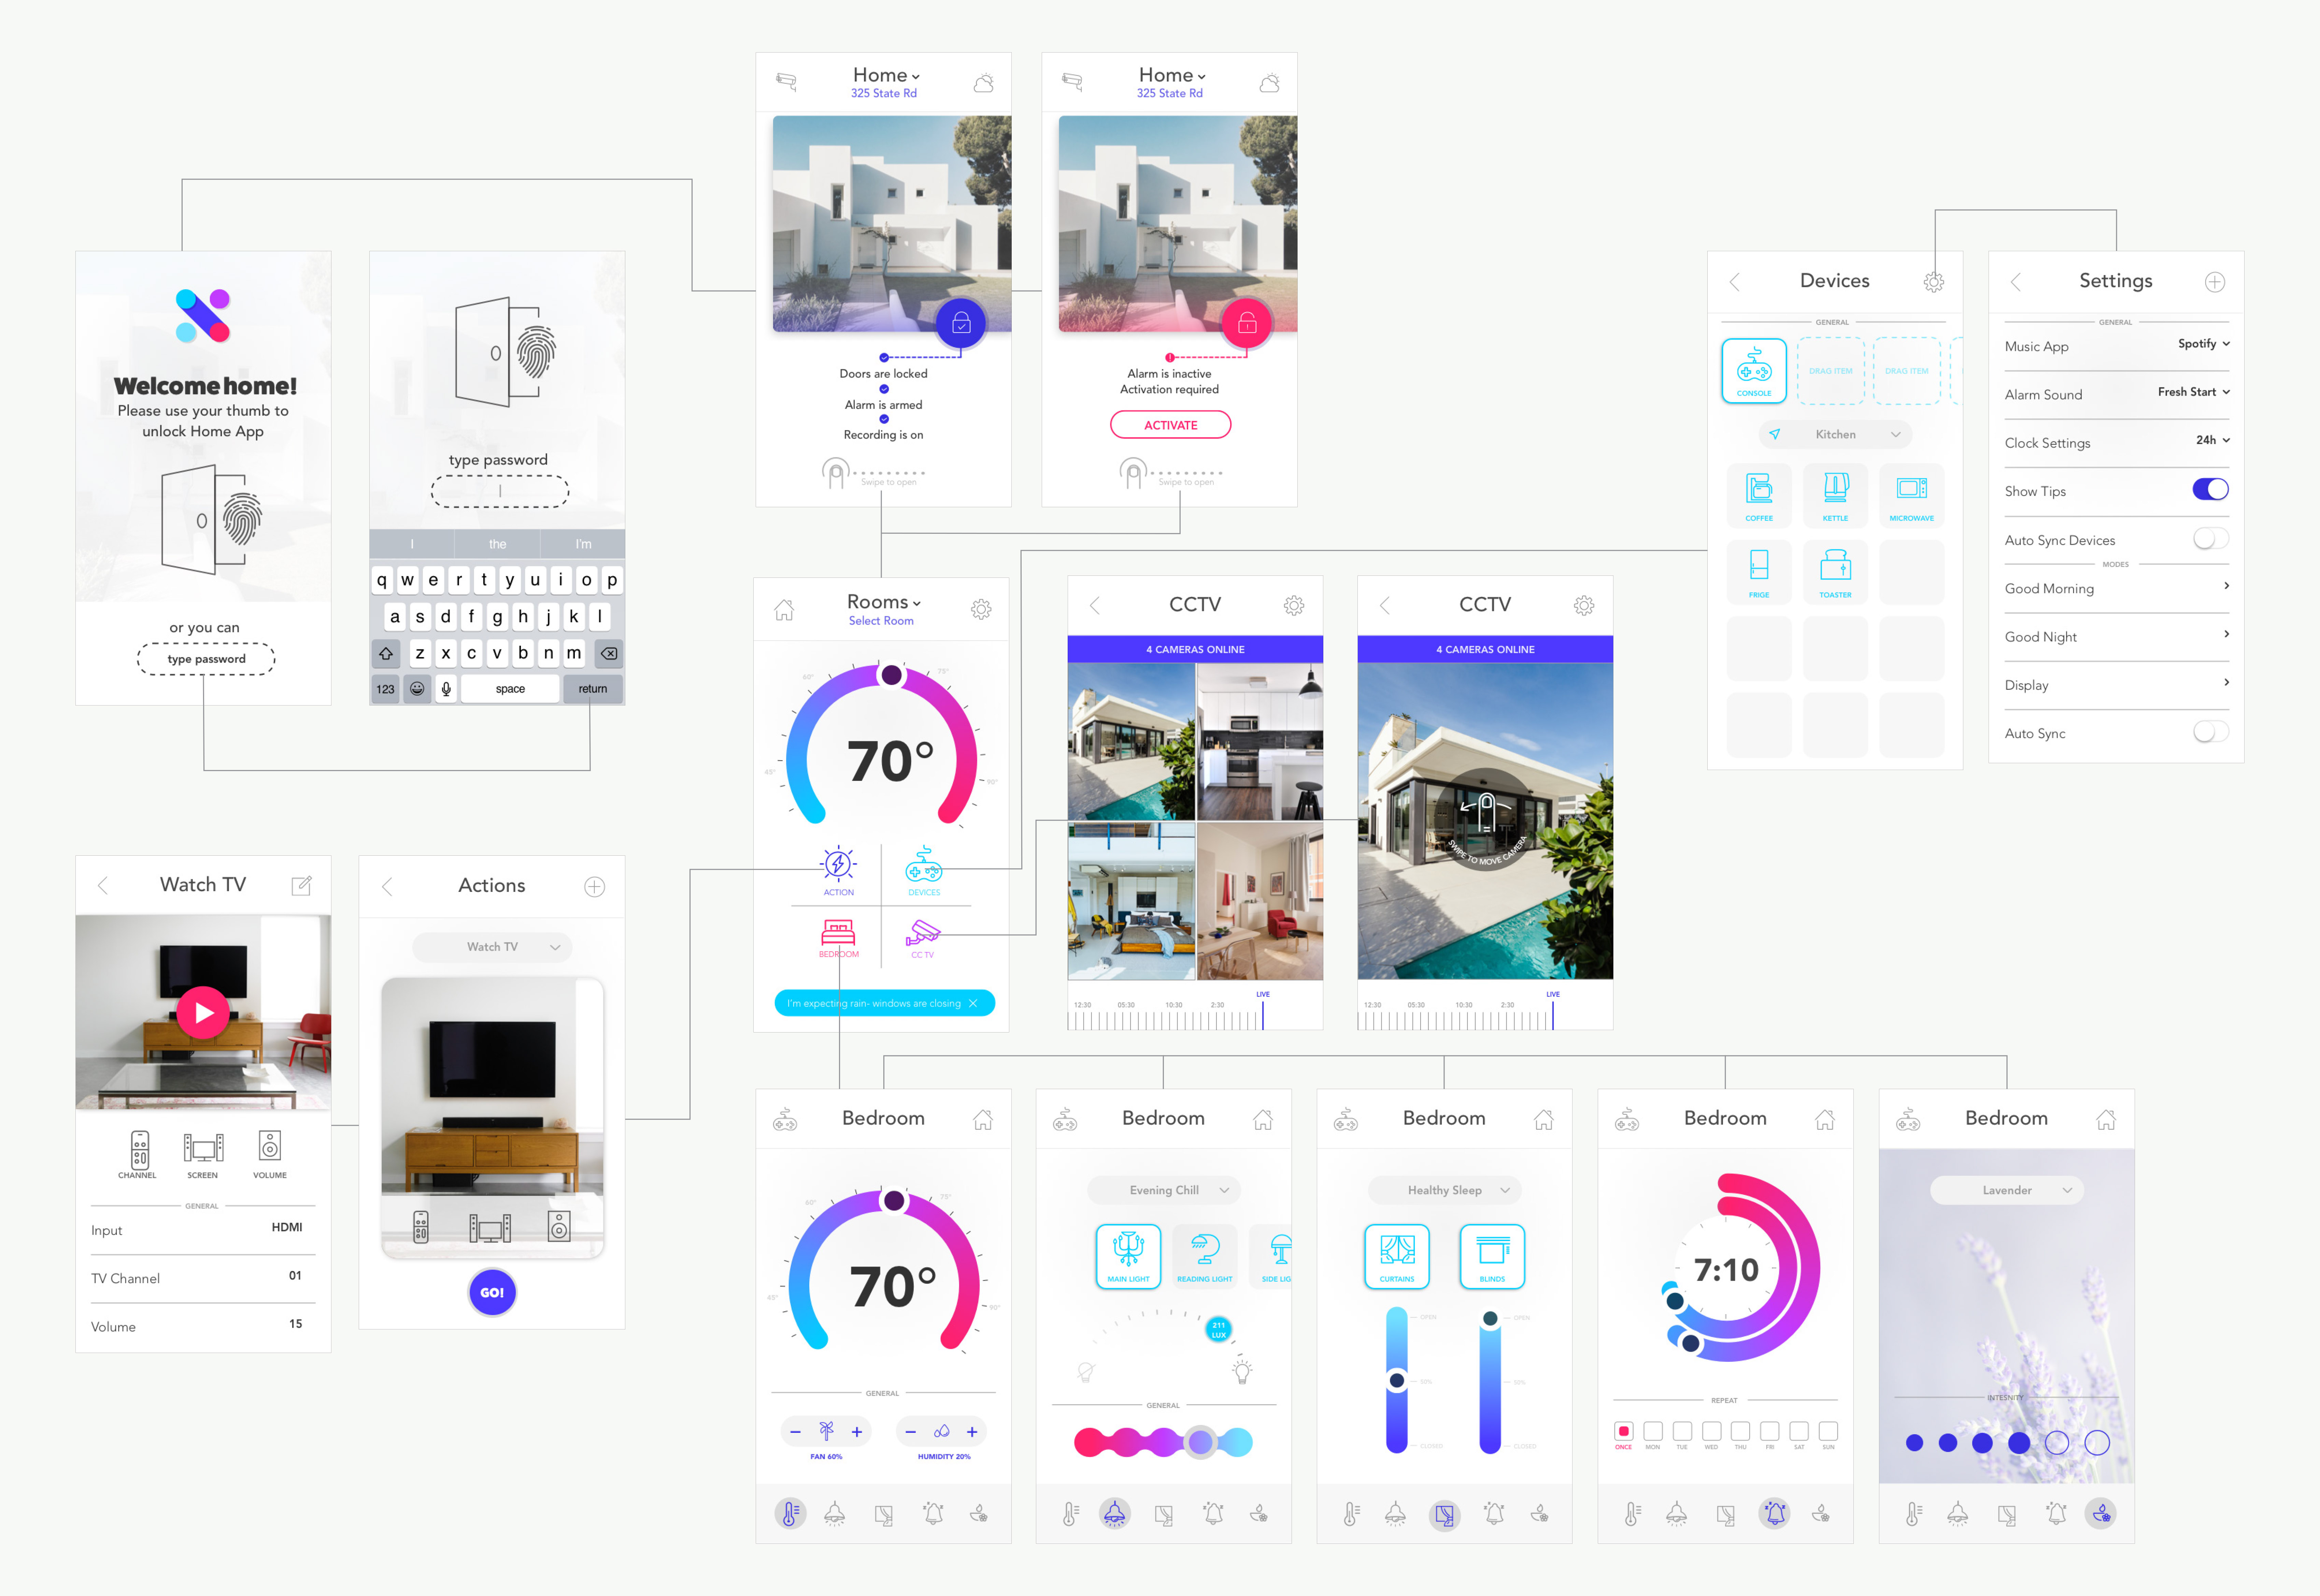 Home
325 State Rd
Doors are locked
Alarm is armed
Recording is on
Swipe to open
Home
325 State Rd
Alarm is inactive
Activation required
ACTIVATE
Swipe to open
Welcome home!
Please use your thumb to
unlock Home App
or you can
type password
type password
I the I'm
q w e r t y u i o p
a s d f g h j k l
z x c v b n m
123 space return
Devices
GENERAL
CONSOLE
DRAG ITEM
DRAG ITEM
Kitchen
COFFEE
KETTLE
MICROWAVE
FRIGE
TOASTER
Settings
GENERAL
Music App Spotify
Alarm Sound Fresh Start
Clock Settings 24h
Show Tips
Auto Sync Devices
MODES
Good Morning
Good Night
Display
Auto Sync
Rooms
Select Room
60°
75°
45°
90°
70°
ACTION
DEVICES
BEDROOM
CC TV
I'm expecting rain- windows are closing
CCTV
4 CAMERAS ONLINE
LIVE
12:30 05:30 10:30 2:30
CCTV
4 CAMERAS ONLINE
SWIPE TO MOVE CAMERA
LIVE
12:30 05:30 10:30 2:30
Watch TV
CHANNEL
SCREEN
VOLUME
GENERAL
Input HDMI
TV Channel 01
Volume 15
Actions
Watch TV
GO!
Bedroom
60°
75°
45°
90°
70°
GENERAL
FAN 60%
HUMIDITY 20%
Bedroom
Evening Chill
MAIN LIGHT
READING LIGHT
SIDE LIG
211
LUX
GENERAL
Bedroom
Healthy Sleep
CURTAINS
BLINDS
OPEN
OPEN
50%
50%
CLOSED
CLOSED
Bedroom
7:10
REPEAT
ONCE MON TUE WED THU FRI SAT SUN
Bedroom
Lavender
INTESNITY